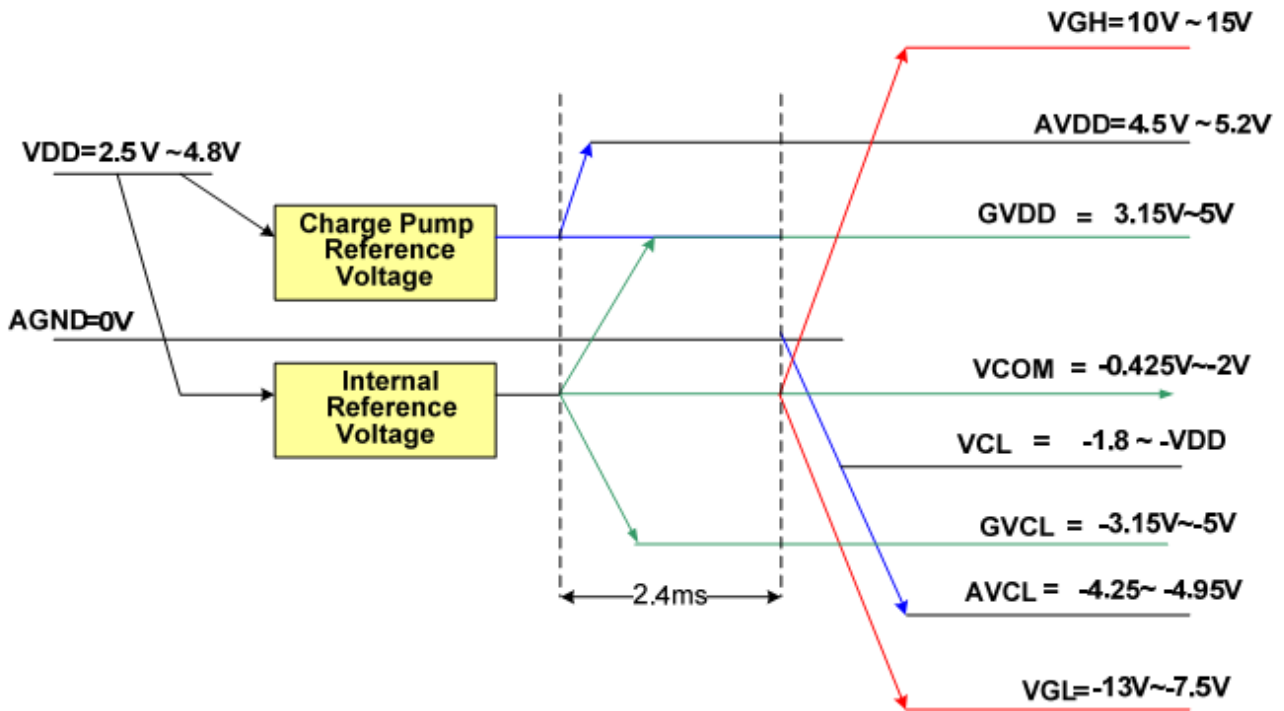 VGH=10V ~ 15V
AVDD=4.5V ~ 5.2V
VDD=2.5V ~4.8V
GVDD = 3.15V~5V
Charge Pump
Reference
Voltage
AGND=0V
VCOM = -0.425V~-2V
Internal
Reference
Voltage
VCL = -1.8 ~ -VDD
GVCL = -3.15V~-5V
2.4ms
AVCL = -4.25~ -4.95V
VGL=-13V~-7.5V